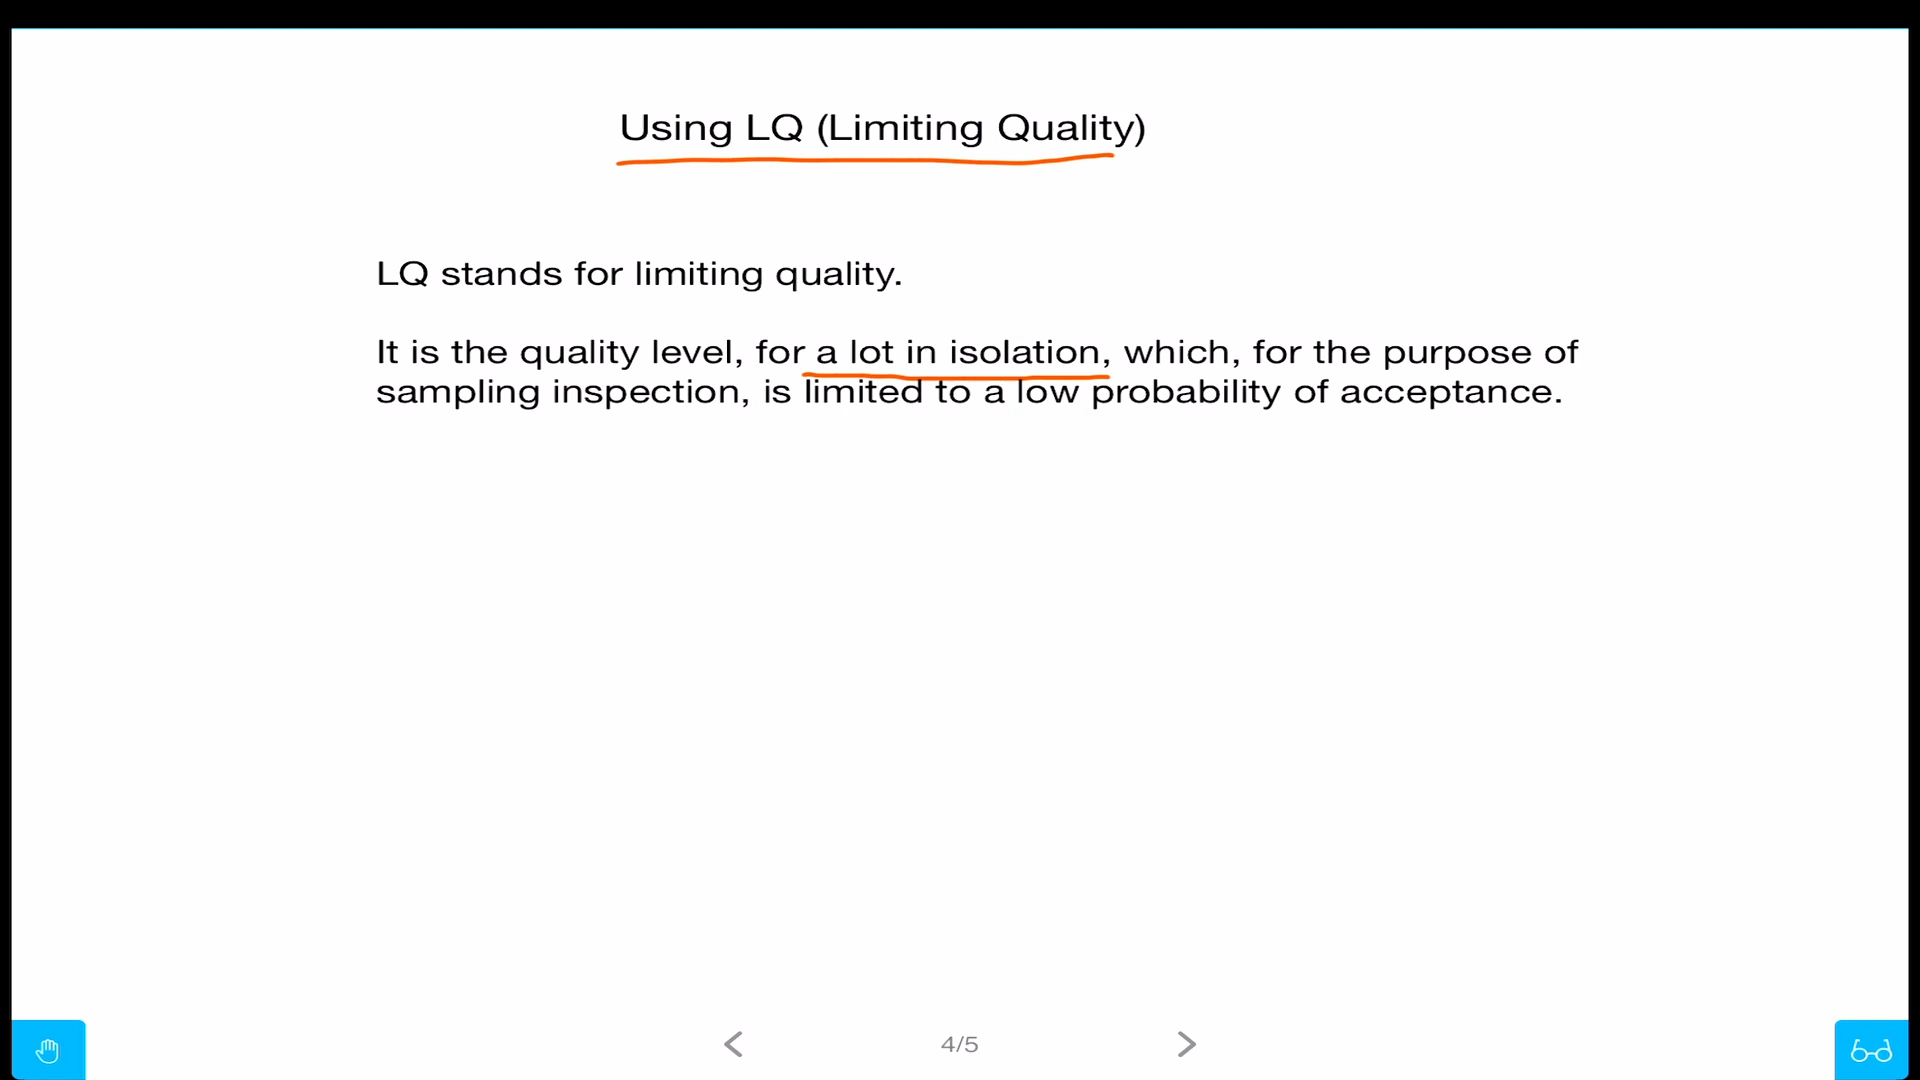 Using LQ (Limiting Quality)
LQ stands for limiting quality.
It is the quality level, for a lot in isolation, which, for the purpose of
sampling inspection, is limited to a low probability of acceptance.
4/5